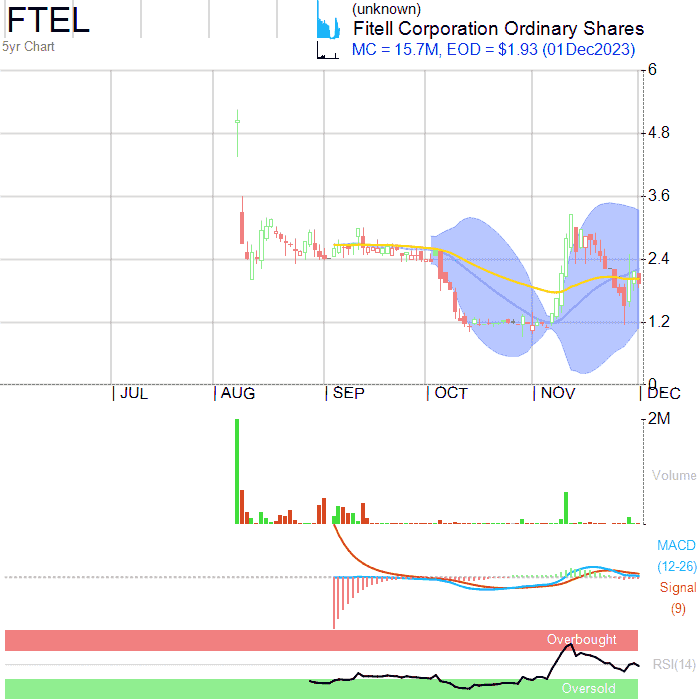 FTEL
5yr Chart
(unknown)
Fitell Corporation Ordinary Shares
MC = 15.7M, EOD = $1.93 (01Dec2023)
6
4.8
3.6
2.4
1.2
0
JUL AUG SEP OCT NOV DEC
2M
Volume
MACD
(12-26)
Signal
(9)
Overbought
RSI(14)
Oversold